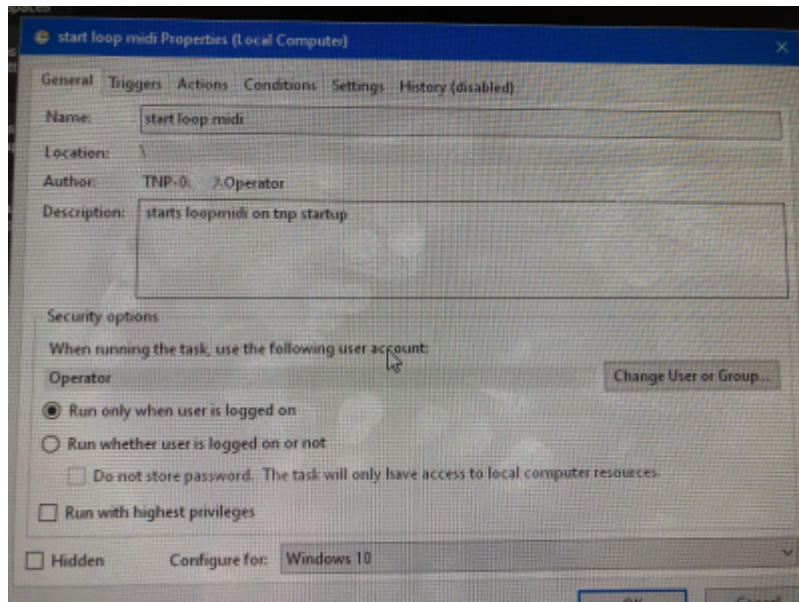 start loop midi Properties (Local Computer)
General Triggers Actions Conditions Settings History (disabled)
Name: start loop midi
Location: \
Author: TNP-0 \Operator
Description: starts loopmidi on tnp startup
Security options
When running the task, use the following user account:
Operator
Change User or Group...
Run only when user is logged on
Run whether user is logged on or not
Do not store password. The task will only have access to local computer resources.
Run with highest privileges
Hidden Configure for: Windows 10
OK Cancel